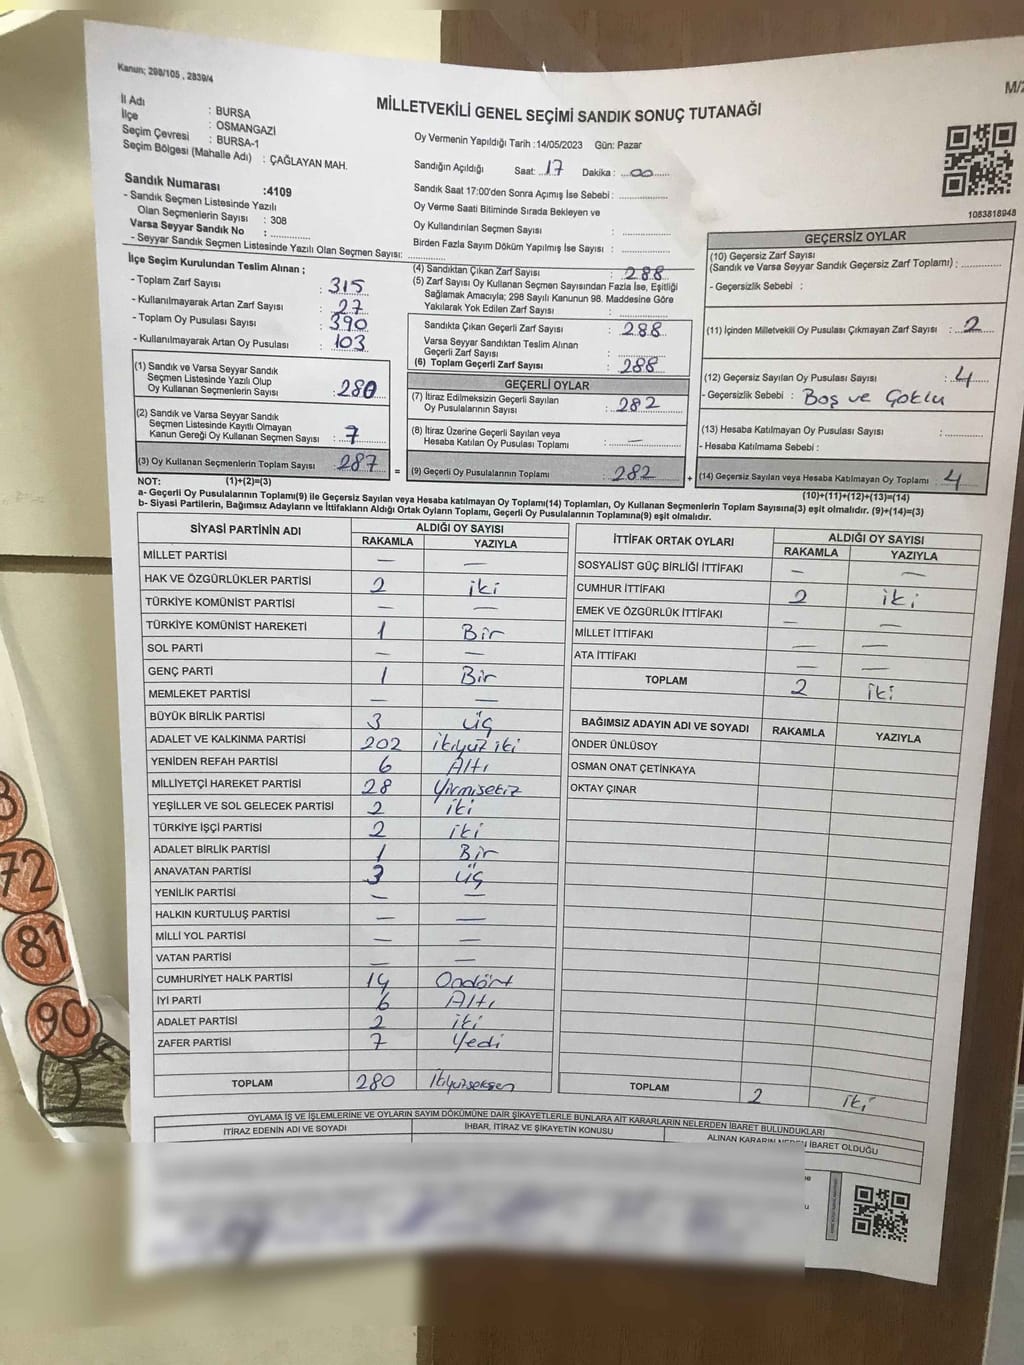 Kanun; 298/105 , 2839/4
M/2
MİLLETVEKİLİ GENEL SEÇİMİ SANDIK SONUÇ TUTANAĞI
İl Adı : BURSA
İlçe : OSMANGAZİ
Seçim Çevresi : BURSA-1
Seçim Bölgesi (Mahalle Adı) : ÇAĞLAYAN MAH.
Sandık Numarası :4109
- Sandık Seçmen Listesinde Yazılı
Olan Seçmenlerin Sayısı : 308
Varsa Seyyar Sandık No :
- Seyyar Sandık Seçmen Listesinde Yazılı Olan Seçmen Sayısı:
Oy Vermenin Yapıldığı Tarih :14/05/2023 Gün: Pazar
Sandığın Açıldığı Saat: 17 Dakika : 00
Sandık Saat 17:00'den Sonra Açımış İse Sebebi :
Oy Verme Saati Bitiminde Sırada Bekleyen ve
Oy Kullandırılan Seçmen Sayısı :
Birden Fazla Sayım Döküm Yapılmış İse Sayısı :
1083818948
İlçe Seçim Kurulundan Teslim Alınan ;
- Toplam Zarf Sayısı : 315
- Kullanılmayarak Artan Zarf Sayısı : 27
- Toplam Oy Pusulası Sayısı : 390
- Kullanılmayarak Artan Oy Pusulası : 103
(1) Sandık ve Varsa Seyyar Sandık
Seçmen Listesinde Yazılı Olup
Oy Kullanan Seçmenlerin Sayısı : 280
(2) Sandık ve Varsa Seyyar Sandık
Seçmen Listesinde Kayıtlı Olmayan
Kanun Gereği Oy Kullanan Seçmen Sayısı : 7
(3) Oy Kullanan Seçmenlerin Toplam Sayısı : 287
(4) Sandıktan Çıkan Zarf Sayısı : 288
(5) Zarf Sayısı Oy Kullanan Seçmen Sayısından Fazla İse, Eşitliği
Sağlamak Amacıyla; 298 Sayılı Kanunun 98. Maddesine Göre
Yakılarak Yok Edilen Zarf Sayısı :
Sandıkta Çıkan Geçerli Zarf Sayısı : 288
Varsa Seyyar Sandıktan Teslim Alınan
Geçerli Zarf Sayısı :
(6) Toplam Geçerli Zarf Sayısı : 288
GEÇERLİ OYLAR
(7) İtiraz Edilmeksizin Geçerli Sayılan
Oy Pusulalarının Sayısı : 282
(8) İtiraz Üzerine Geçerli Sayılan veya
Hesaba Katılan Oy Pusulası Toplamı : —
= (9) Geçerli Oy Pusulalarının Toplamı : 282
GEÇERSİZ OYLAR
(10) Geçersiz Zarf Sayısı
(Sandık ve Varsa Seyyar Sandık Geçersiz Zarf Toplamı) :
- Geçersizlik Sebebi :
(11) İçinden Milletvekili Oy Pusulası Çıkmayan Zarf Sayısı : 2
(12) Geçersiz Sayılan Oy Pusulası Sayısı : 4
- Geçersizlik Sebebi : Boş ve Çoklu
(13) Hesaba Katılmayan Oy Pusulası Sayısı :
- Hesaba Katılmama Sebebi :
+ (14) Geçersiz Sayılan veya Hesaba Katılmayan Oy Toplamı : 4
NOT: (1)+(2)=(3)
(10)+(11)+(12)+(13)=(14)
a- Geçerli Oy Pusulalarının Toplamı(9) ile Geçersiz Sayılan veya Hesaba katılmayan Oy Toplamı(14) Toplamları, Oy Kullanan Seçmenlerin Toplam Sayısına(3) eşit olmalıdır. (9)+(14)=(3)
b- Siyasi Partilerin, Bağımsız Adayların ve İttifakların Aldığı Ortak Oyların Toplamı, Geçerli Oy Pusulalarının Toplamına(9) eşit olmalıdır.
SİYASİ PARTİNİN ADI ALDIĞI OY SAYISI
RAKAMLA YAZIYLA
MİLLET PARTİSİ — —
HAK VE ÖZGÜRLÜKLER PARTİSİ 2 iki
TÜRKİYE KOMÜNİST PARTİSİ — —
TÜRKİYE KOMÜNİST HAREKETİ 1 Bir
SOL PARTİ — —
GENÇ PARTİ 1 Bir
MEMLEKET PARTİSİ — —
BÜYÜK BİRLİK PARTİSİ 3 üç
ADALET VE KALKINMA PARTİSİ 202 ikiyüz iki
YENİDEN REFAH PARTİSİ 6 Altı
MİLLİYETÇİ HAREKET PARTİSİ 28 Yirmisekiz
YEŞİLLER VE SOL GELECEK PARTİSİ 2 iki
TÜRKİYE İŞÇİ PARTİSİ 2 iki
ADALET BİRLİK PARTİSİ 1 Bir
ANAVATAN PARTİSİ 3 üç
YENİLİK PARTİSİ — —
HALKIN KURTULUŞ PARTİSİ — —
MİLLİ YOL PARTİSİ — —
VATAN PARTİSİ — —
CUMHURİYET HALK PARTİSİ 14 Ondört
İYİ PARTİ 6 Altı
ADALET PARTİSİ 2 iki
ZAFER PARTİSİ 7 Yedi
TOPLAM 280 İkiyüzseksen
İTTİFAK ORTAK OYLARI ALDIĞI OY SAYISI
RAKAMLA YAZIYLA
SOSYALİST GÜÇ BİRLİĞİ İTTİFAKI — —
CUMHUR İTTİFAKI 2 iki
EMEK VE ÖZGÜRLÜK İTTİFAKI — —
MİLLET İTTİFAKI — —
ATA İTTİFAKI — —
TOPLAM 2 iki
BAĞIMSIZ ADAYIN ADI VE SOYADI RAKAMLA YAZIYLA
ÖNDER ÜNLÜSOY
OSMAN ONAT ÇETİNKAYA
OKTAY ÇINAR
TOPLAM 2 iki
OYLAMA İŞ VE İŞLEMLERİNE VE OYLARIN SAYIM DÖKÜMÜNE DAİR ŞİKAYETLERLE BUNLARA AİT KARARLARIN NELERDEN İBARET BULUNDUKLARI
İTİRAZ EDENİN ADI VE SOYADI İHBAR, İTİRAZ VE ŞİKAYETİN KONUSU ALINAN KARARIN NEDEN İBARET OLDUĞU
72
81
90